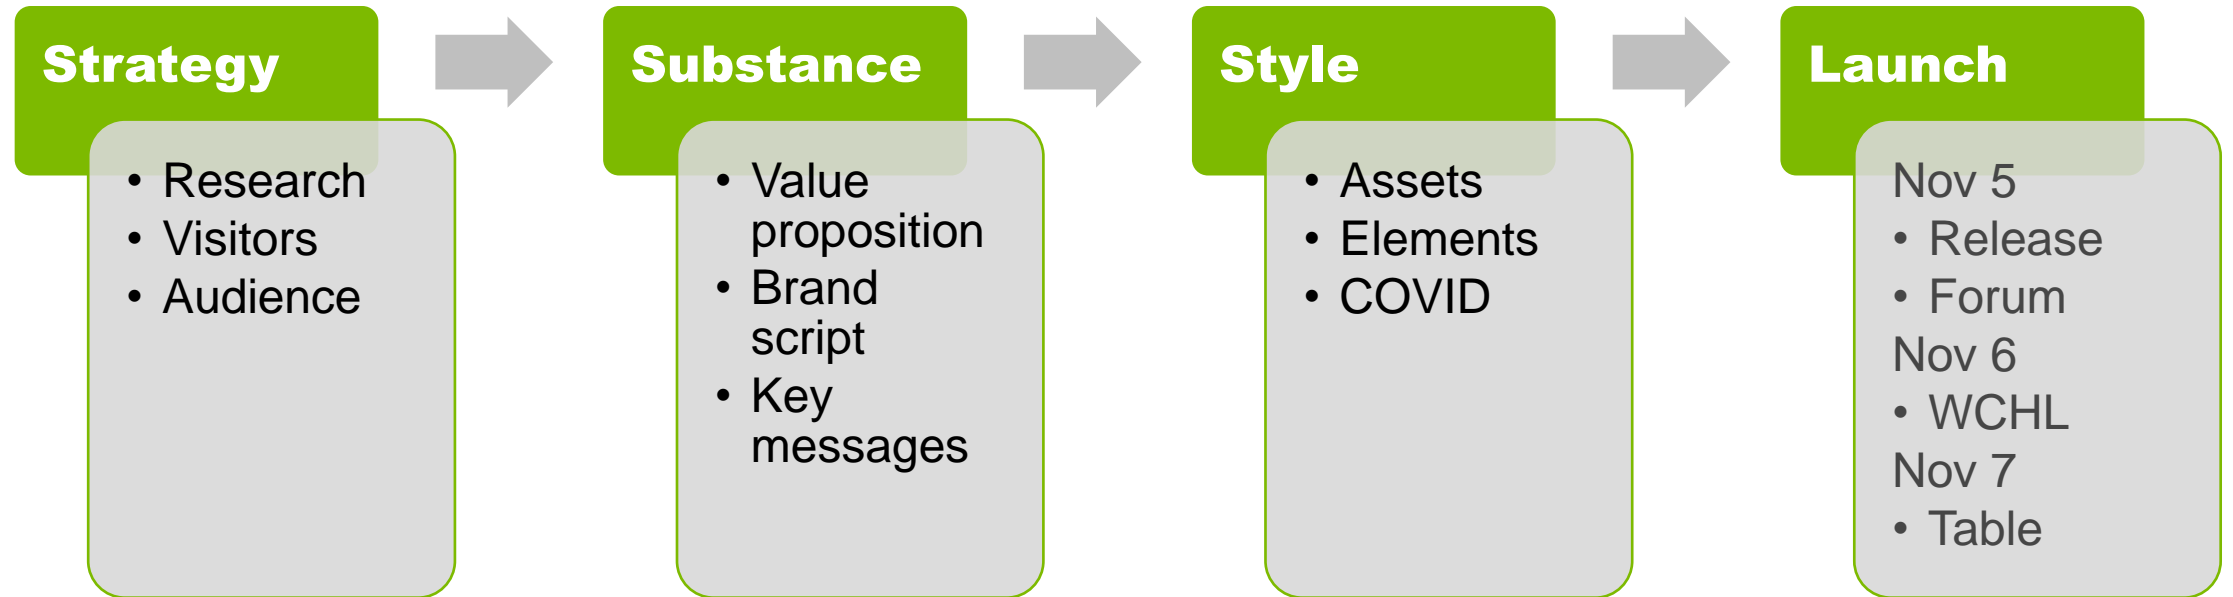 Strategy
• Research
• Visitors
• Audience
Substance
• Value
proposition
• Brand
script
• Key
messages
Style
• Assets
• Elements
• COVID
Launch
Nov 5
• Release
• Forum
Nov 6
• WCHL
Nov 7
• Table